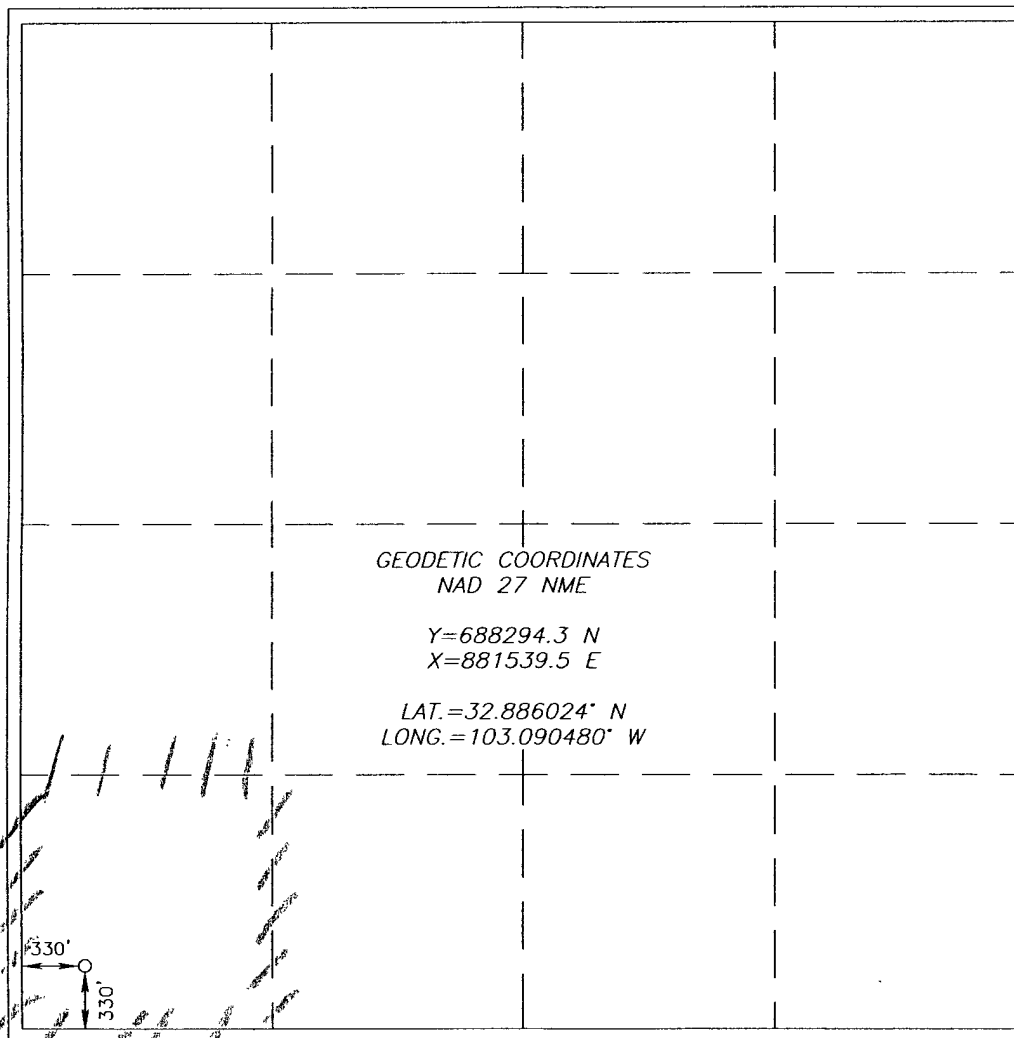 GEODETIC COORDINATES
NAD 27 NME
Y=688294.3 N
X=881539.5 E
LAT.=32.886024° N
LONG.=103.090480° W
330'
330'